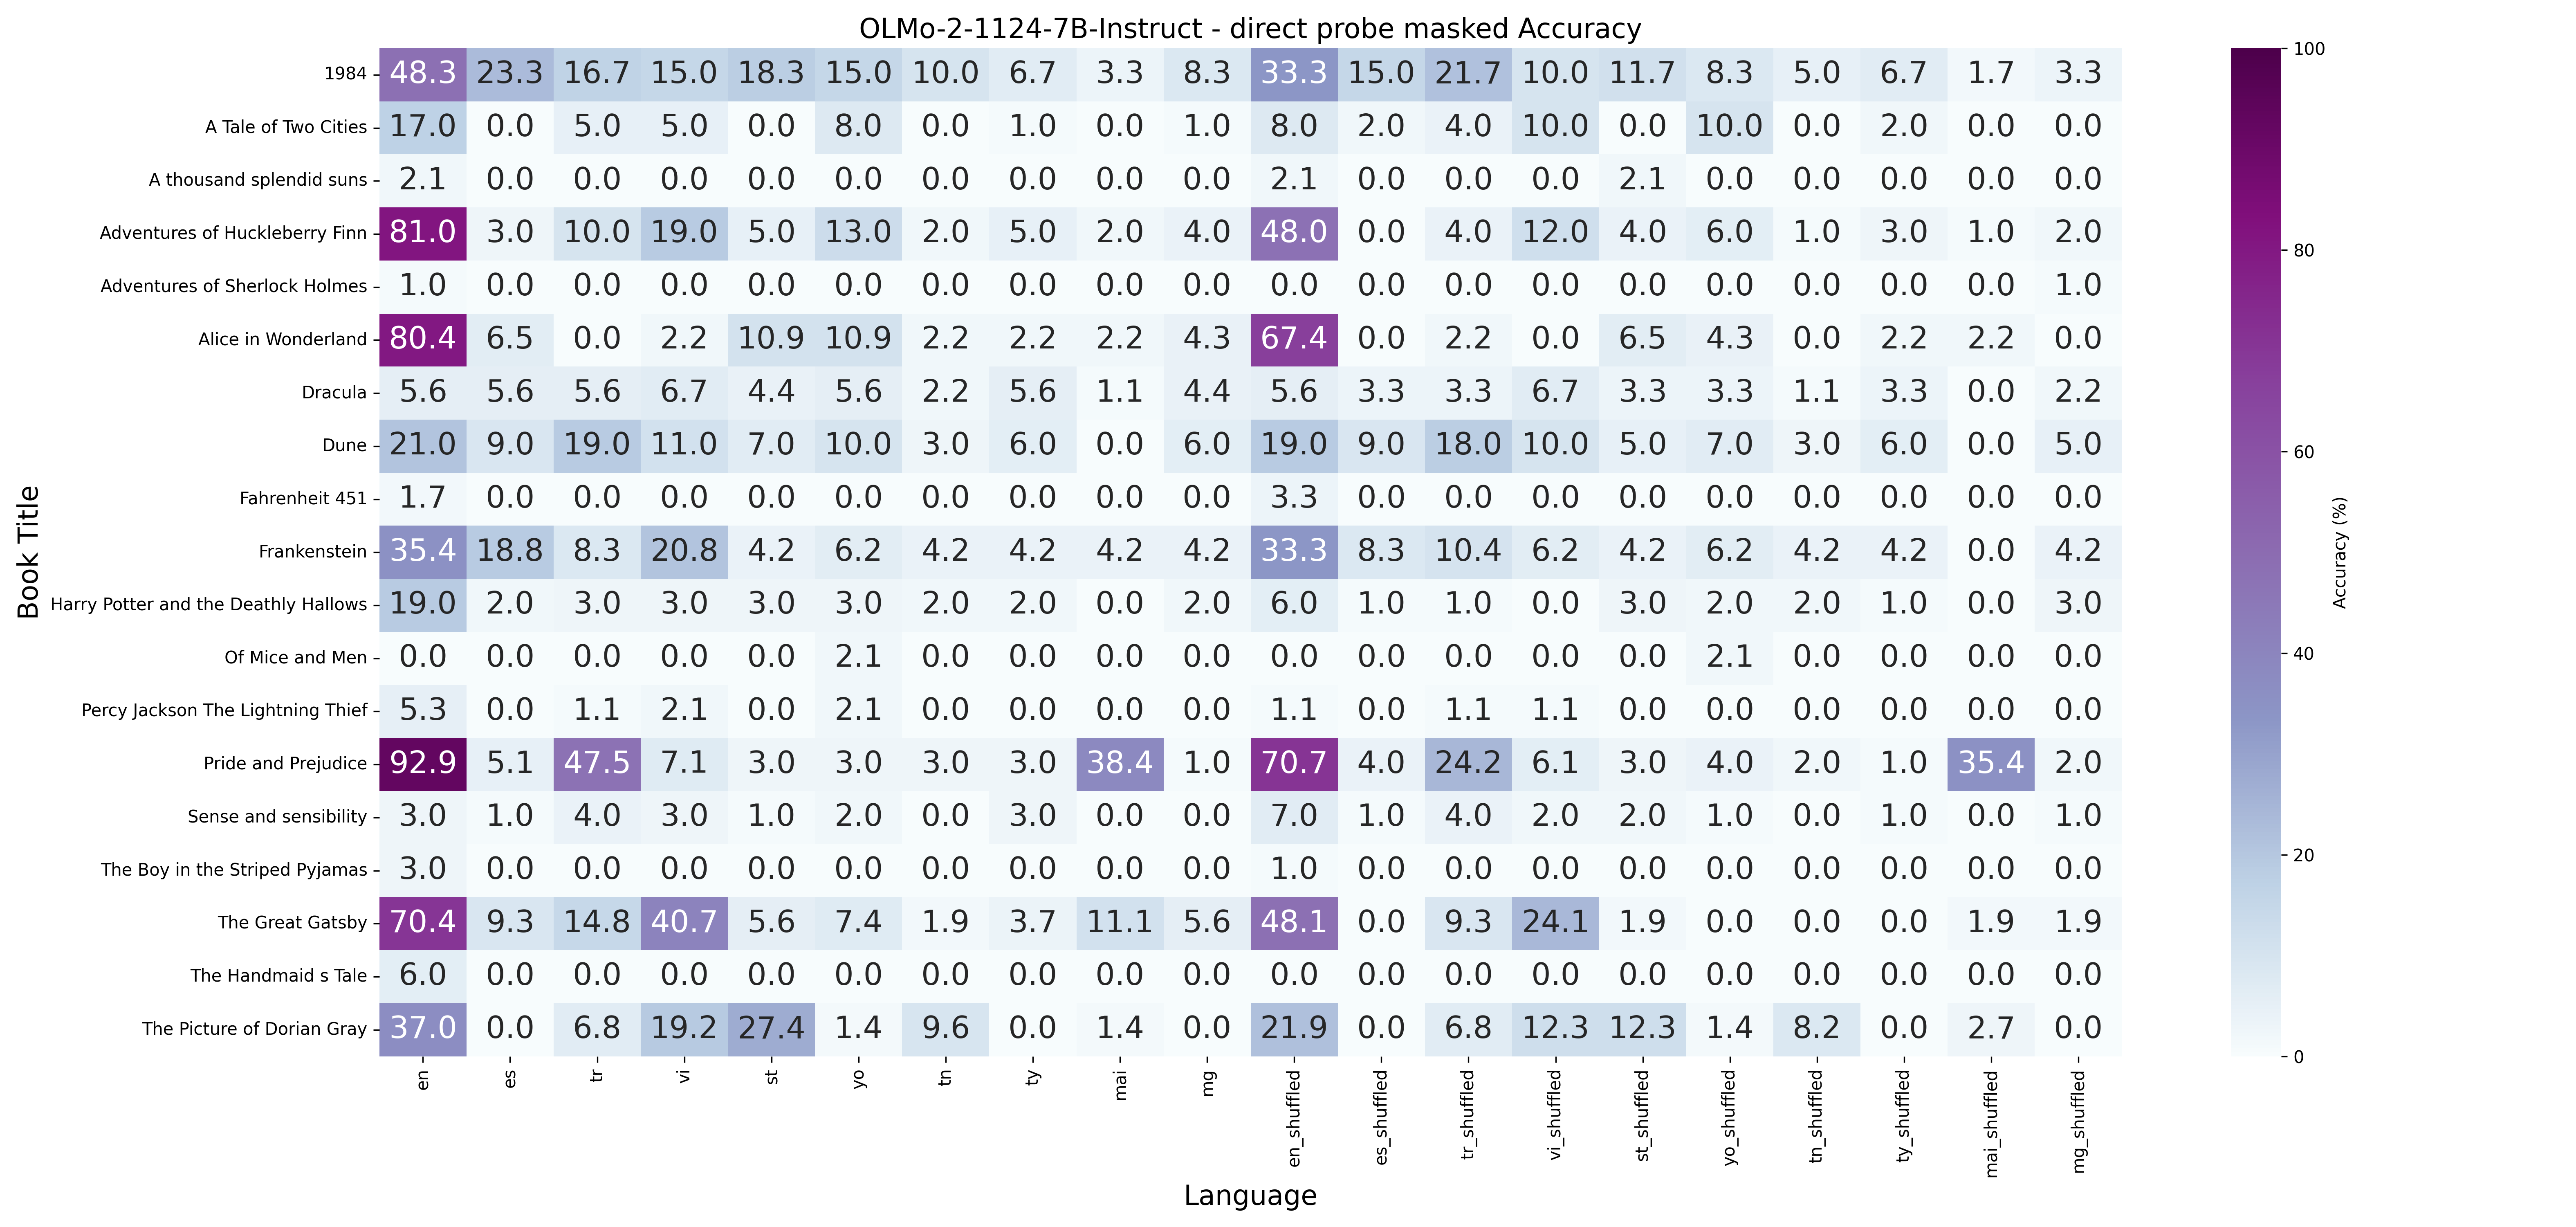 OLMo-2-1124-7B-Instruct - direct probe masked Accuracy
Book Title
1984 48.3 23.3 16.7 15.0 18.3 15.0 10.0 6.7 3.3 8.3 33.3 15.0 21.7 10.0 11.7 8.3 5.0 6.7 1.7 3.3
A Tale of Two Cities 17.0 0.0 5.0 5.0 0.0 8.0 0.0 1.0 0.0 1.0 8.0 2.0 4.0 10.0 0.0 10.0 0.0 2.0 0.0 0.0
A thousand splendid suns 2.1 0.0 0.0 0.0 0.0 0.0 0.0 0.0 0.0 0.0 2.1 0.0 0.0 0.0 2.1 0.0 0.0 0.0 0.0 0.0
Adventures of Huckleberry Finn 81.0 3.0 10.0 19.0 5.0 13.0 2.0 5.0 2.0 4.0 48.0 0.0 4.0 12.0 4.0 6.0 1.0 3.0 1.0 2.0
Adventures of Sherlock Holmes 1.0 0.0 0.0 0.0 0.0 0.0 0.0 0.0 0.0 0.0 0.0 0.0 0.0 0.0 0.0 0.0 0.0 0.0 0.0 1.0
Alice in Wonderland 80.4 6.5 0.0 2.2 10.9 10.9 2.2 2.2 2.2 4.3 67.4 0.0 2.2 0.0 6.5 4.3 0.0 2.2 2.2 0.0
Dracula 5.6 5.6 5.6 6.7 4.4 5.6 2.2 5.6 1.1 4.4 5.6 3.3 3.3 6.7 3.3 3.3 1.1 3.3 0.0 2.2
Dune 21.0 9.0 19.0 11.0 7.0 10.0 3.0 6.0 0.0 6.0 19.0 9.0 18.0 10.0 5.0 7.0 3.0 6.0 0.0 5.0
Fahrenheit 451 1.7 0.0 0.0 0.0 0.0 0.0 0.0 0.0 0.0 0.0 3.3 0.0 0.0 0.0 0.0 0.0 0.0 0.0 0.0 0.0
Frankenstein 35.4 18.8 8.3 20.8 4.2 6.2 4.2 4.2 4.2 4.2 33.3 8.3 10.4 6.2 4.2 6.2 4.2 4.2 0.0 4.2
Harry Potter and the Deathly Hallows 19.0 2.0 3.0 3.0 3.0 3.0 2.0 2.0 0.0 2.0 6.0 1.0 1.0 0.0 3.0 2.0 2.0 1.0 0.0 3.0
Of Mice and Men 0.0 0.0 0.0 0.0 0.0 2.1 0.0 0.0 0.0 0.0 0.0 0.0 0.0 0.0 0.0 2.1 0.0 0.0 0.0 0.0
Percy Jackson The Lightning Thief 5.3 0.0 1.1 2.1 0.0 2.1 0.0 0.0 0.0 0.0 1.1 0.0 1.1 1.1 0.0 0.0 0.0 0.0 0.0 0.0
Pride and Prejudice 92.9 5.1 47.5 7.1 3.0 3.0 3.0 3.0 38.4 1.0 70.7 4.0 24.2 6.1 3.0 4.0 2.0 1.0 35.4 2.0
Sense and sensibility 3.0 1.0 4.0 3.0 1.0 2.0 0.0 3.0 0.0 0.0 7.0 1.0 4.0 2.0 2.0 1.0 0.0 1.0 0.0 1.0
The Boy in the Striped Pyjamas 3.0 0.0 0.0 0.0 0.0 0.0 0.0 0.0 0.0 0.0 1.0 0.0 0.0 0.0 0.0 0.0 0.0 0.0 0.0 0.0
The Great Gatsby 70.4 9.3 14.8 40.7 5.6 7.4 1.9 3.7 11.1 5.6 48.1 0.0 9.3 24.1 1.9 0.0 0.0 0.0 1.9 1.9
The Handmaid s Tale 6.0 0.0 0.0 0.0 0.0 0.0 0.0 0.0 0.0 0.0 0.0 0.0 0.0 0.0 0.0 0.0 0.0 0.0 0.0 0.0
The Picture of Dorian Gray 37.0 0.0 6.8 19.2 27.4 1.4 9.6 0.0 1.4 0.0 21.9 0.0 6.8 12.3 12.3 1.4 8.2 0.0 2.7 0.0
en es tr vi st yo tn ty mai mg en_shuffled es_shuffled tr_shuffled vi_shuffled st_shuffled yo_shuffled tn_shuffled ty_shuffled mai_shuffled mg_shuffled
Language
100
80
60
40
20
0
Accuracy (%)